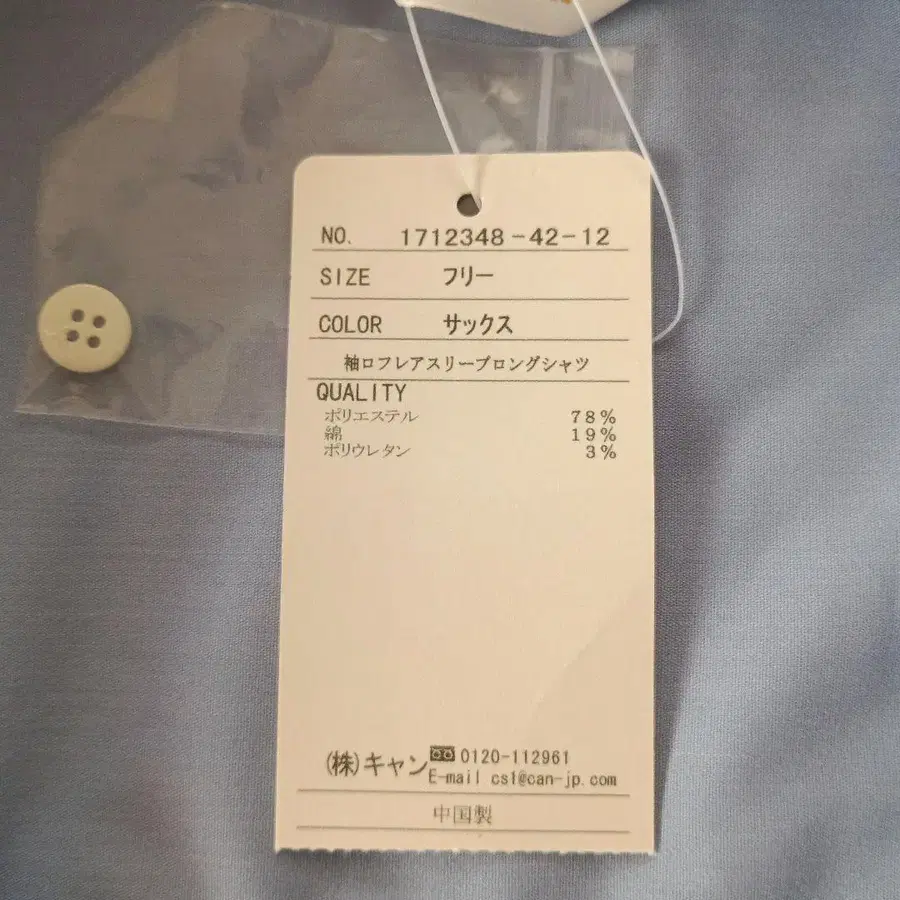 NO. 1712348-42-12
SIZE フリー
COLOR サックス
袖口フレアスリーブロングシャツ
QUALITY
ポリエステル 78%
綿 19%
ポリウレタン 3%
(株)キャン 0120-112961
E-mail cs1@can-jp.com
中国製